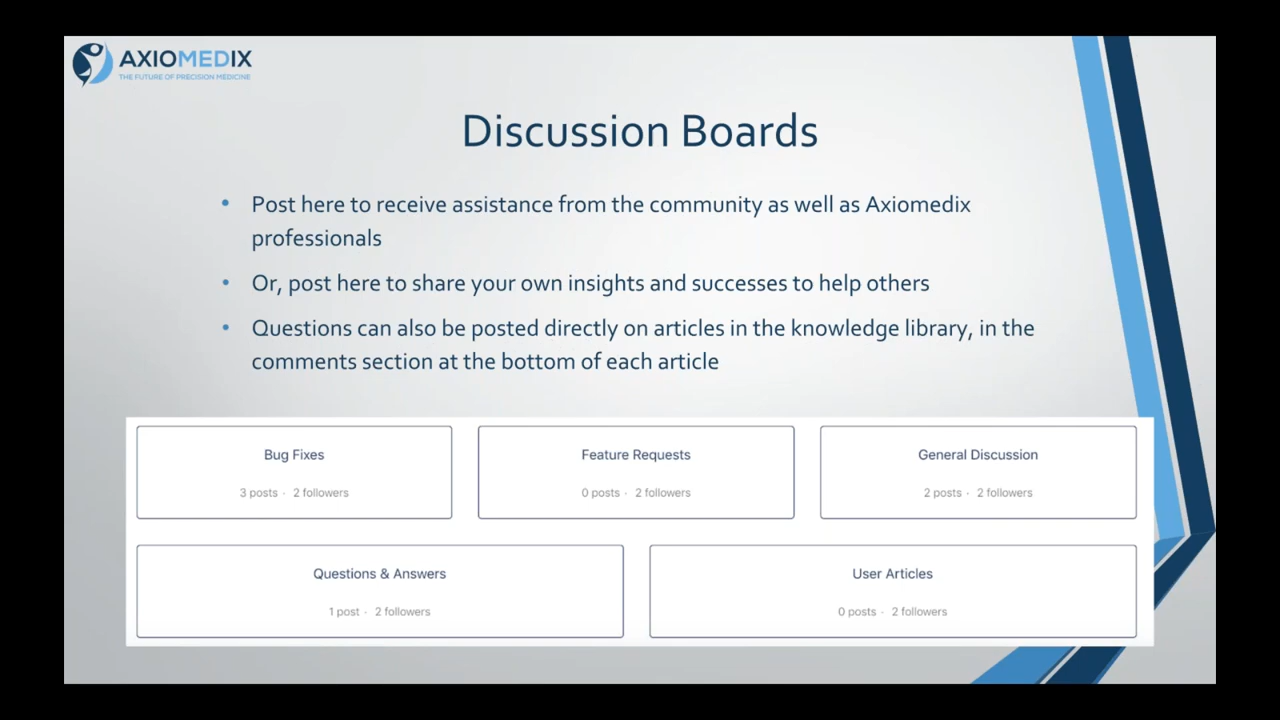 AXIOMEDIX
THE FUTURE OF PRECISION MEDICINE
Discussion Boards
• Post here to receive assistance from the community as well as Axiomedix
professionals
• Or, post here to share your own insights and successes to help others
• Questions can also be posted directly on articles in the knowledge library, in the
comments section at the bottom of each article
Bug Fixes
3 posts · 2 followers
Feature Requests
0 posts · 2 followers
General Discussion
2 posts · 2 followers
Questions & Answers
1 post · 2 followers
User Articles
0 posts · 2 followers